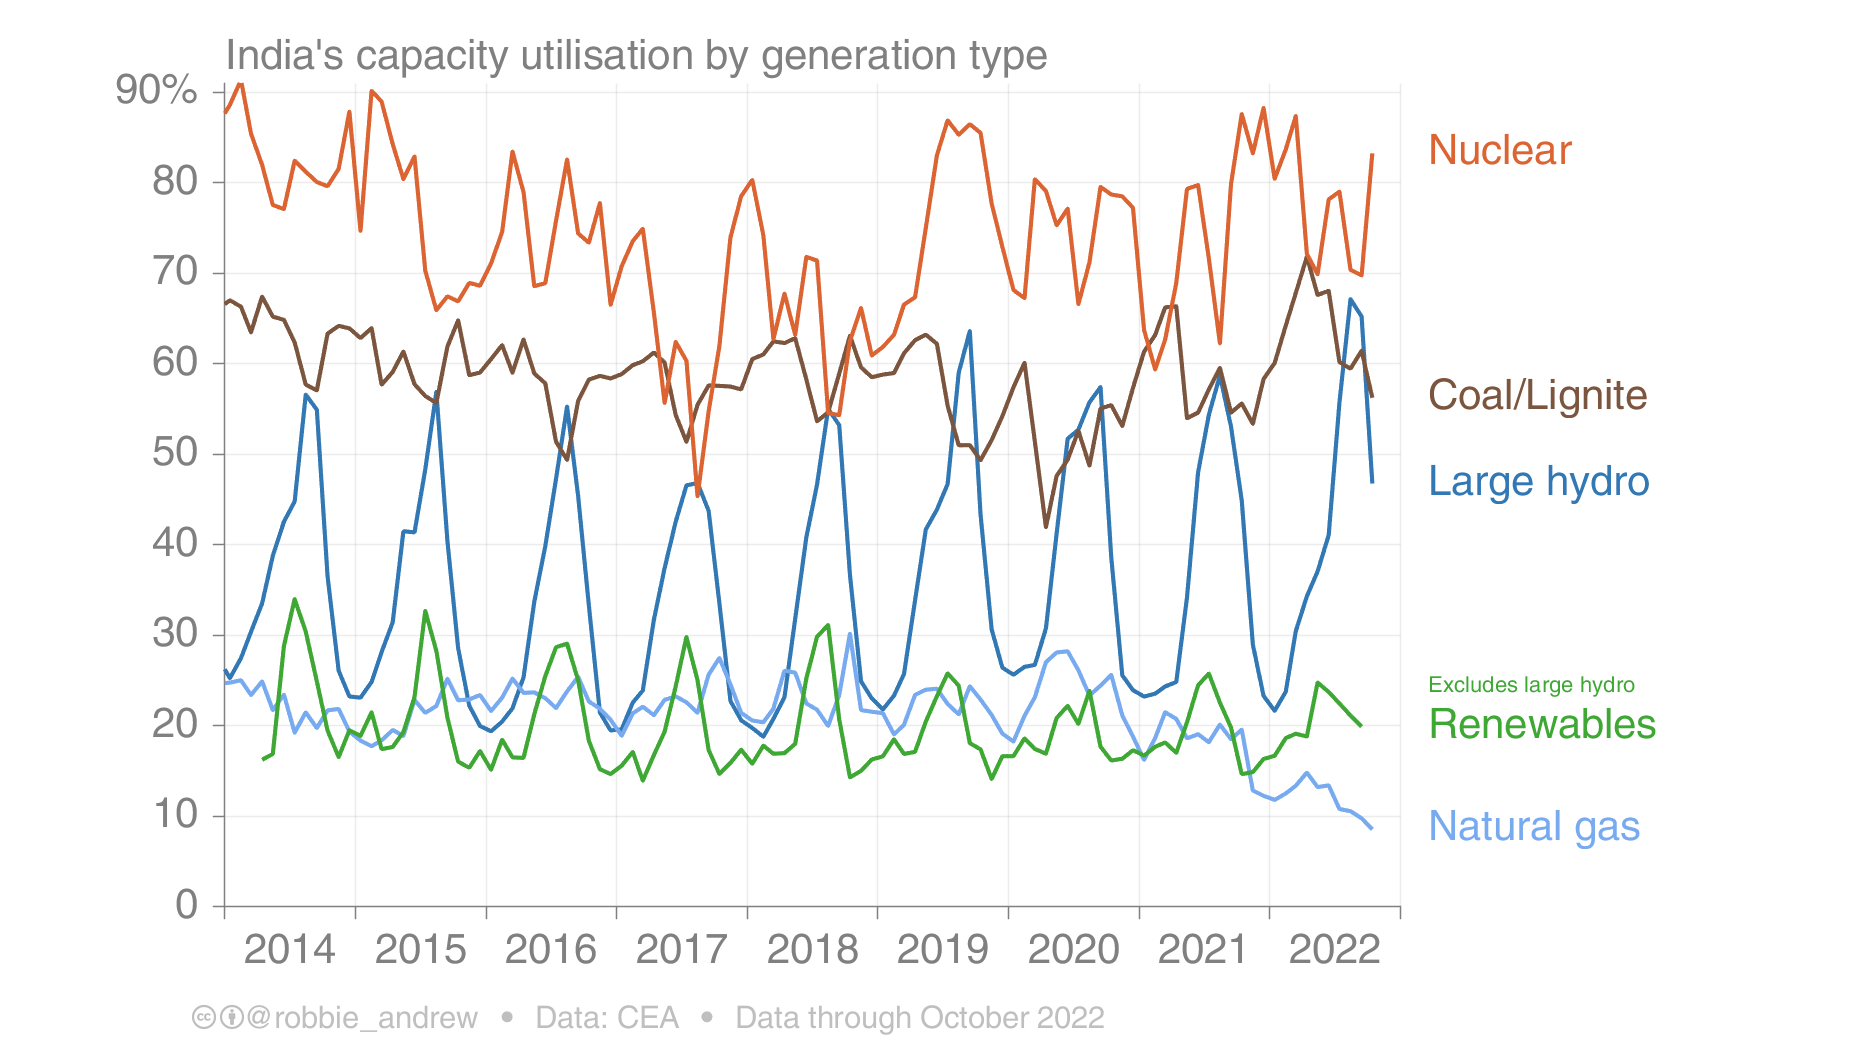 India's capacity utilisation by generation type
90%
80
70
60
50
40
30
20
10
0
2014 2015 2016 2017 2018 2019 2020 2021 2022
Nuclear
Coal/Lignite
Large hydro
Excludes large hydro
Renewables
Natural gas
@robbie_andrew • Data: CEA • Data through October 2022